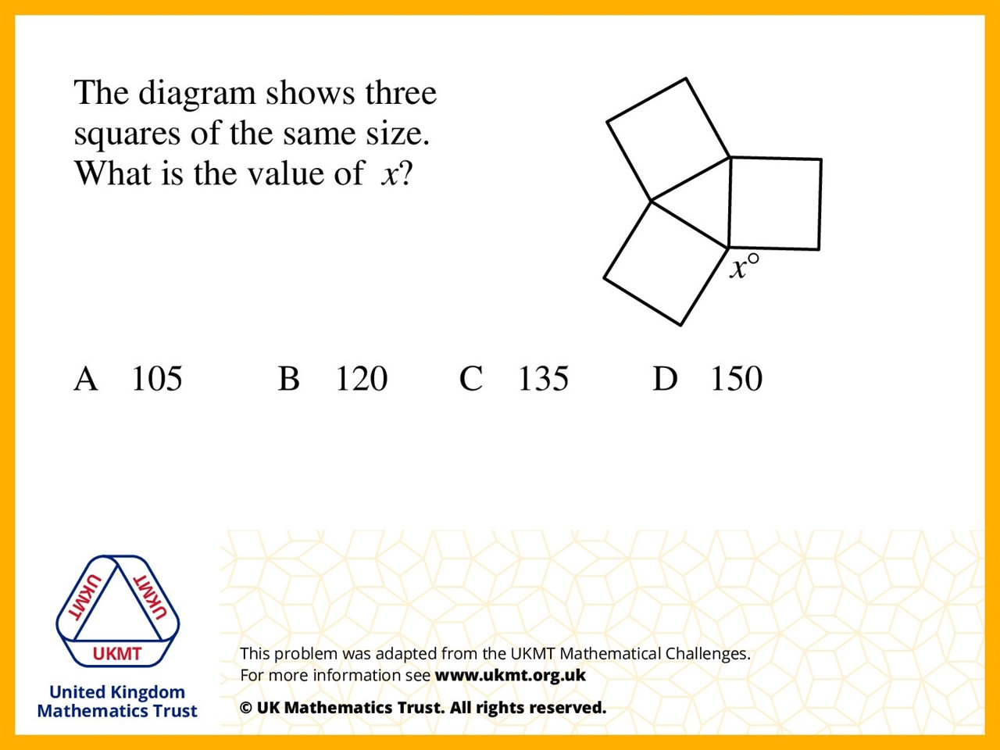 The diagram shows three
squares of the same size.
What is the value of x?
x°
A 105 B 120 C 135 D 150
UKMT UKMT
UKMT
United Kingdom
Mathematics Trust
This problem was adapted from the UKMT Mathematical Challenges.
For more information see www.ukmt.org.uk
© UK Mathematics Trust. All rights reserved.